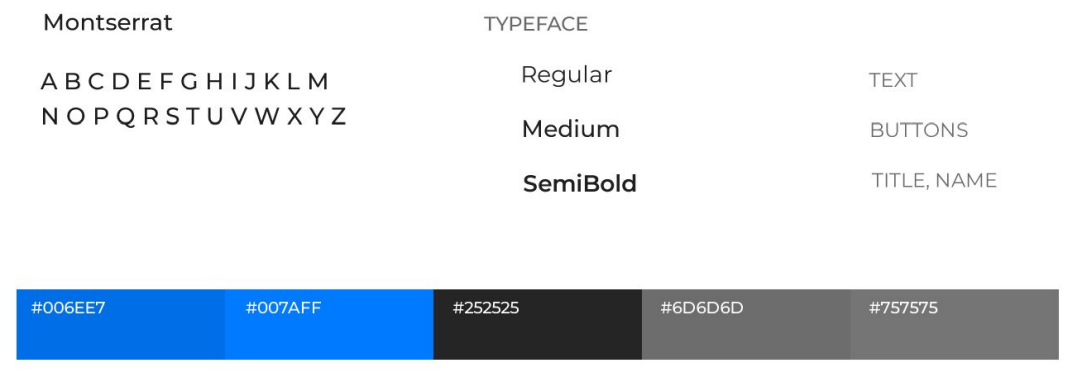 Montserrat
A B C D E F G H I J K L M
N O P Q R S T U V W X Y Z
TYPEFACE
Regular
Medium
SemiBold
TEXT
BUTTONS
TITLE, NAME
#006EE7
#007AFF
#252525
#6D6D6D
#757575